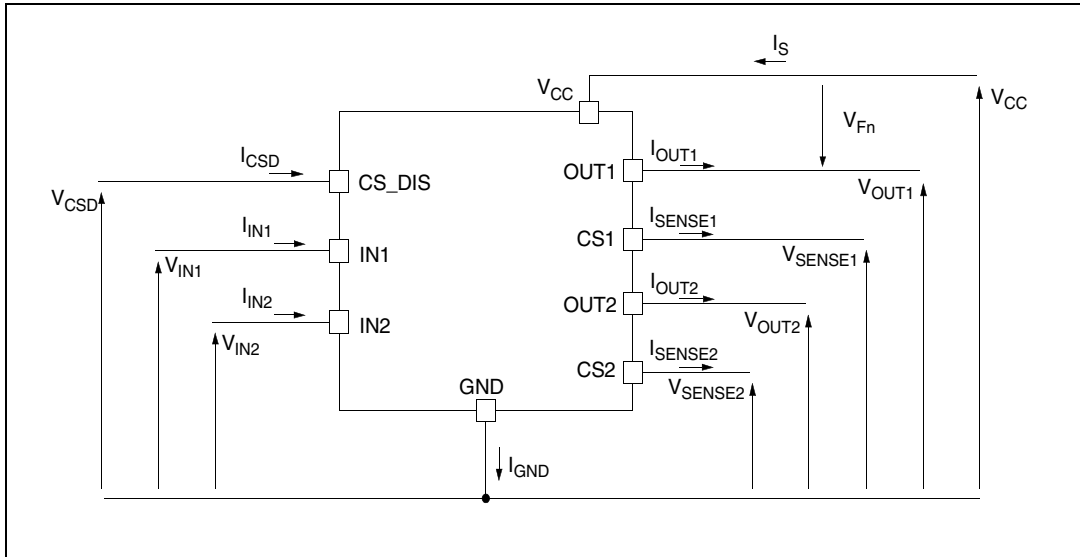 I_S
V_CC
V_CC
V_Fn
I_CSD
I_OUT1
CS_DIS
OUT1
V_CSD
V_OUT1
I_IN1
I_SENSE1
CS1
IN1
V_IN1
V_SENSE1
I_IN2
I_OUT2
OUT2
IN2
V_OUT2
V_IN2
I_SENSE2
CS2
GND
V_SENSE2
I_GND